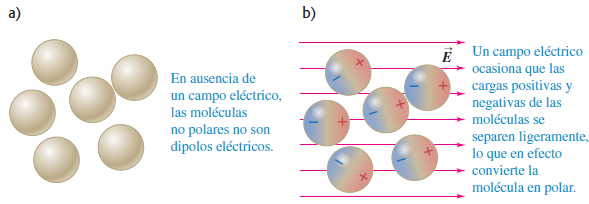 a)
En ausencia de
un campo eléctrico,
las moléculas
no polares no son
dipolos eléctricos.
b)
E⃗
Un campo eléctrico
ocasiona que las
cargas positivas y
negativas de las
moléculas se
separen ligeramente,
lo que en efecto
convierte la
molécula en polar.
+
−
−
+
−
+
−
+
−
+
−
+